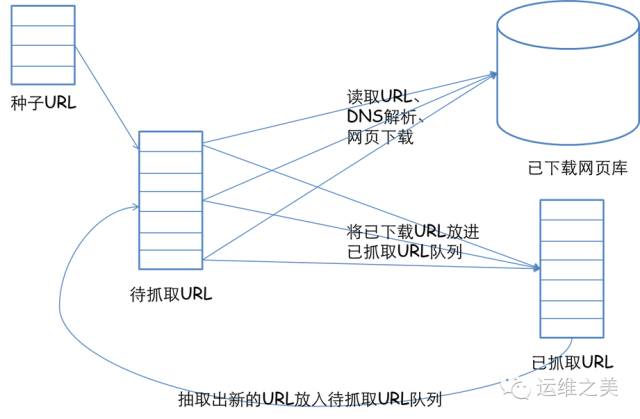 种子URL
读取URL、
DNS解析、
网页下载
已下载网页库
将已下载URL放进
已抓取URL队列
待抓取URL
已抓取URL
运维之美
抽取出新的URL放入待抓取URL队列